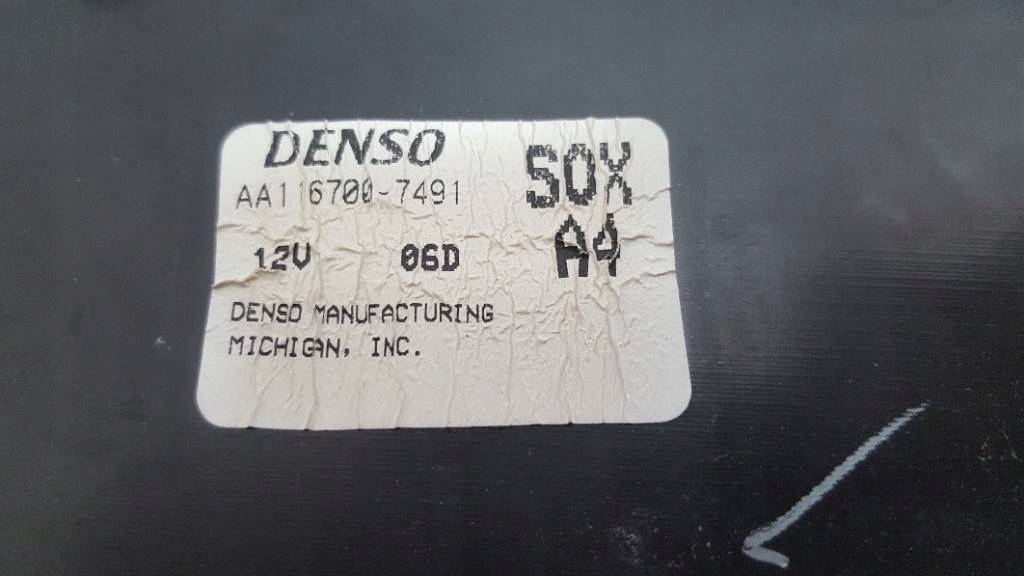 DENSO
AA116700-7491
SOX
A4
12V 06D
DENSO MANUFACTURING
MICHIGAN, INC.